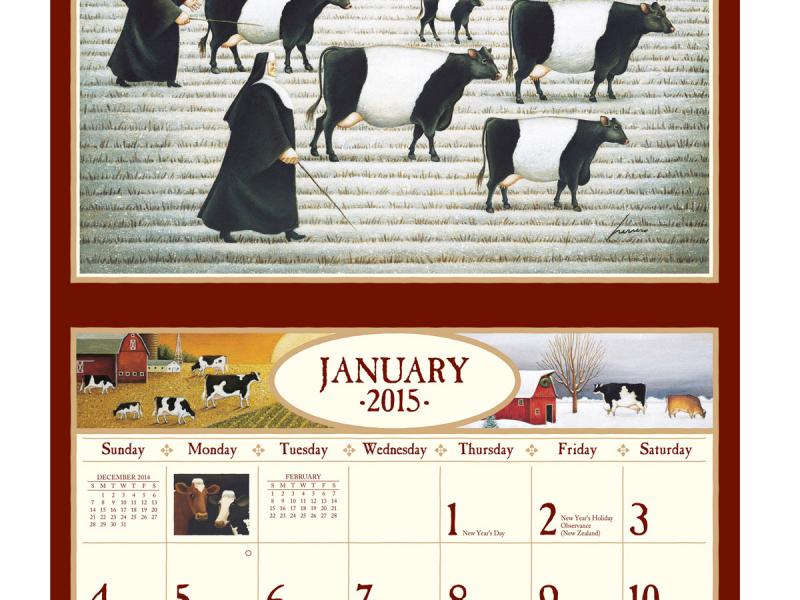 herrero
JANUARY
·2015·
Sunday Monday Tuesday Wednesday Thursday Friday Saturday
DECEMBER 2014
S M T W T F S
1 2 3 4 5 6
7 8 9 10 11 12 13
14 15 16 17 18 19 20
21 22 23 24 25 26 27
28 29 30 31
FEBRUARY
S M T W T F S
1 2 3 4 5 6 7
8 9 10 11 12 13 14
15 16 17 18 19 20 21
22 23 24 25 26 27 28
1 New Year's Day
2 New Year's Holiday
Observance
(New Zealand)
3
4 5 6 7 8 9 10